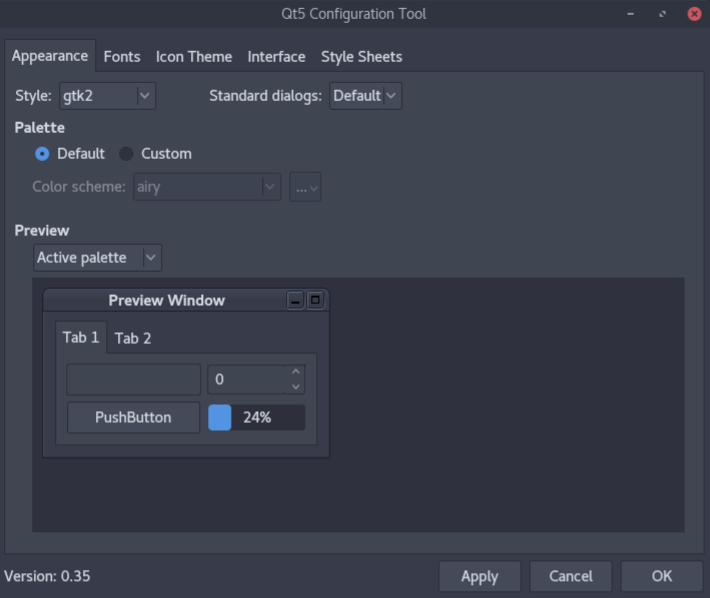 Qt5 Configuration Tool
Appearance Fonts Icon Theme Interface Style Sheets
Style: gtk2 Standard dialogs: Default
Palette
Default Custom
Color scheme: airy ...
Preview
Active palette
Preview Window
Tab 1 Tab 2
0
PushButton 24%
Version: 0.35 Apply Cancel OK